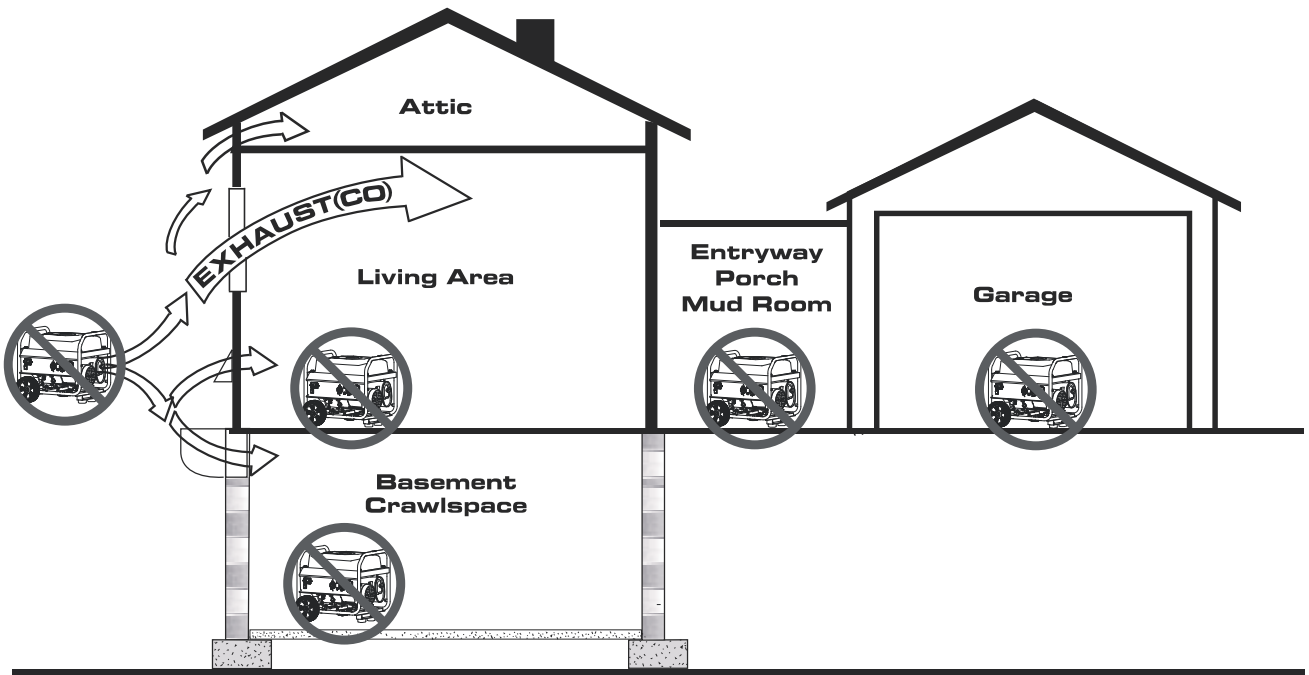 Attic
EXHAUST(CO)
Living Area
Entryway
Porch
Mud Room
Garage
Basement
Crawlspace